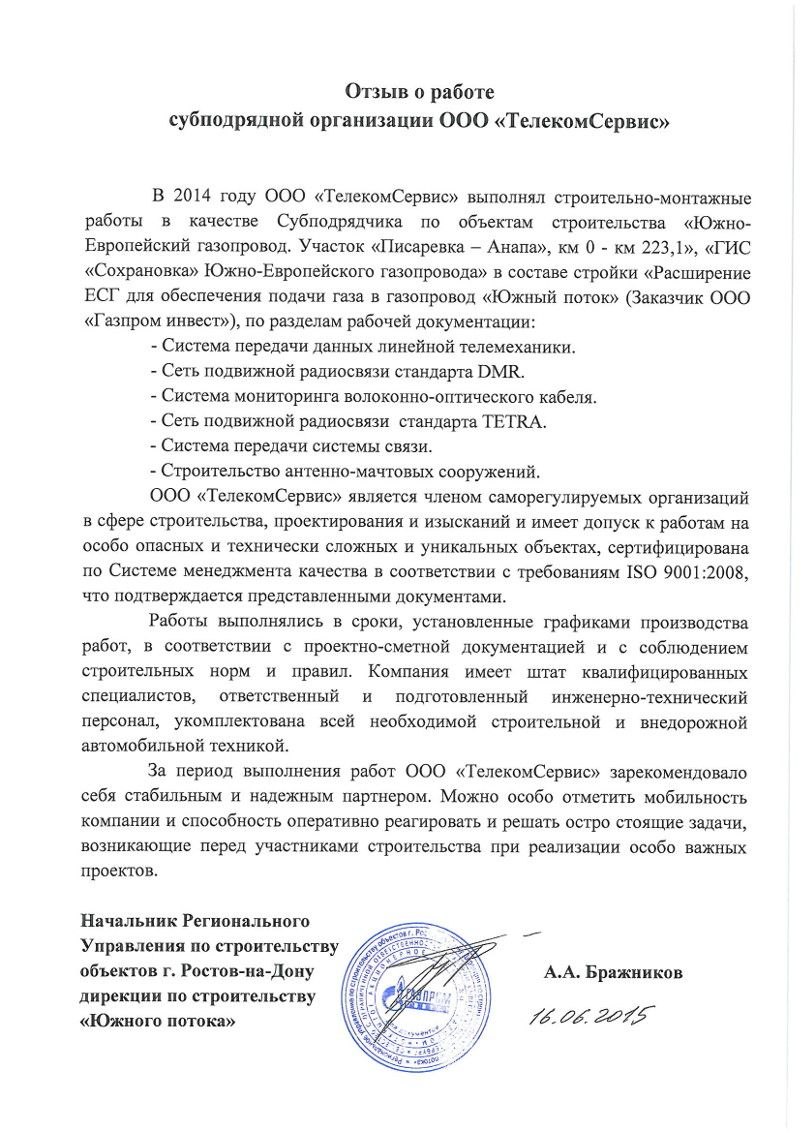 Отзыв о работе
субподрядной организации ООО «ТелекомСервис»
В 2014 году ООО «ТелекомСервис» выполнял строительно-монтажные
работы в качестве Субподрядчика по объектам строительства «Южно-
Европейский газопровод. Участок «Писаревка – Анапа», км 0 - км 223,1», «ГИС
«Сохрановка» Южно-Европейского газопровода» в составе стройки «Расширение
ЕСГ для обеспечения подачи газа в газопровод «Южный поток» (Заказчик ООО
«Газпром инвест»), по разделам рабочей документации:
- Система передачи данных линейной телемеханики.
- Сеть подвижной радиосвязи стандарта DMR.
- Система мониторинга волоконно-оптического кабеля.
- Сеть подвижной радиосвязи стандарта TETRA.
- Система передачи системы связи.
- Строительство антенно-мачтовых сооружений.
ООО «ТелекомСервис» является членом саморегулируемых организаций
в сфере строительства, проектирования и изысканий и имеет допуск к работам на
особо опасных и технически сложных и уникальных объектах, сертифицирована
по Системе менеджмента качества в соответствии с требованиям ISO 9001:2008,
что подтверждается представленными документами.
Работы выполнялись в сроки, установленные графиками производства
работ, в соответствии с проектно-сметной документацией и с соблюдением
строительных норм и правил. Компания имеет штат квалифицированных
специалистов, ответственный и подготовленный инженерно-технический
персонал, укомплектована всей необходимой строительной и внедорожной
автомобильной техникой.
За период выполнения работ ООО «ТелекомСервис» зарекомендовало
себя стабильным и надежным партнером. Можно особо отметить мобильность
компании и способность оперативно реагировать и решать остро стоящие задачи,
возникающие перед участниками строительства при реализации особо важных
проектов.
Начальник Регионального
Управления по строительству
объектов г. Ростов-на-Дону
дирекции по строительству
«Южного потока»
ГАЗПРОМ
А.А. Бражников
16.06.2015